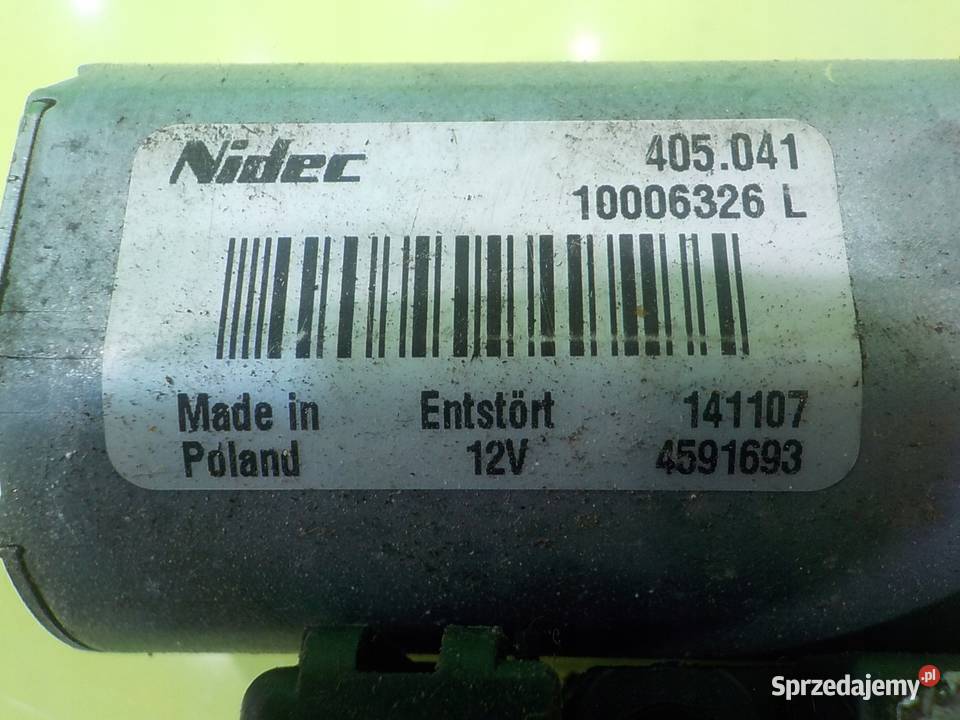 Nidec 405.041
10006326 L
Made in Entstört 141107
Poland 12V 4591693
Sprzedajemy.pl